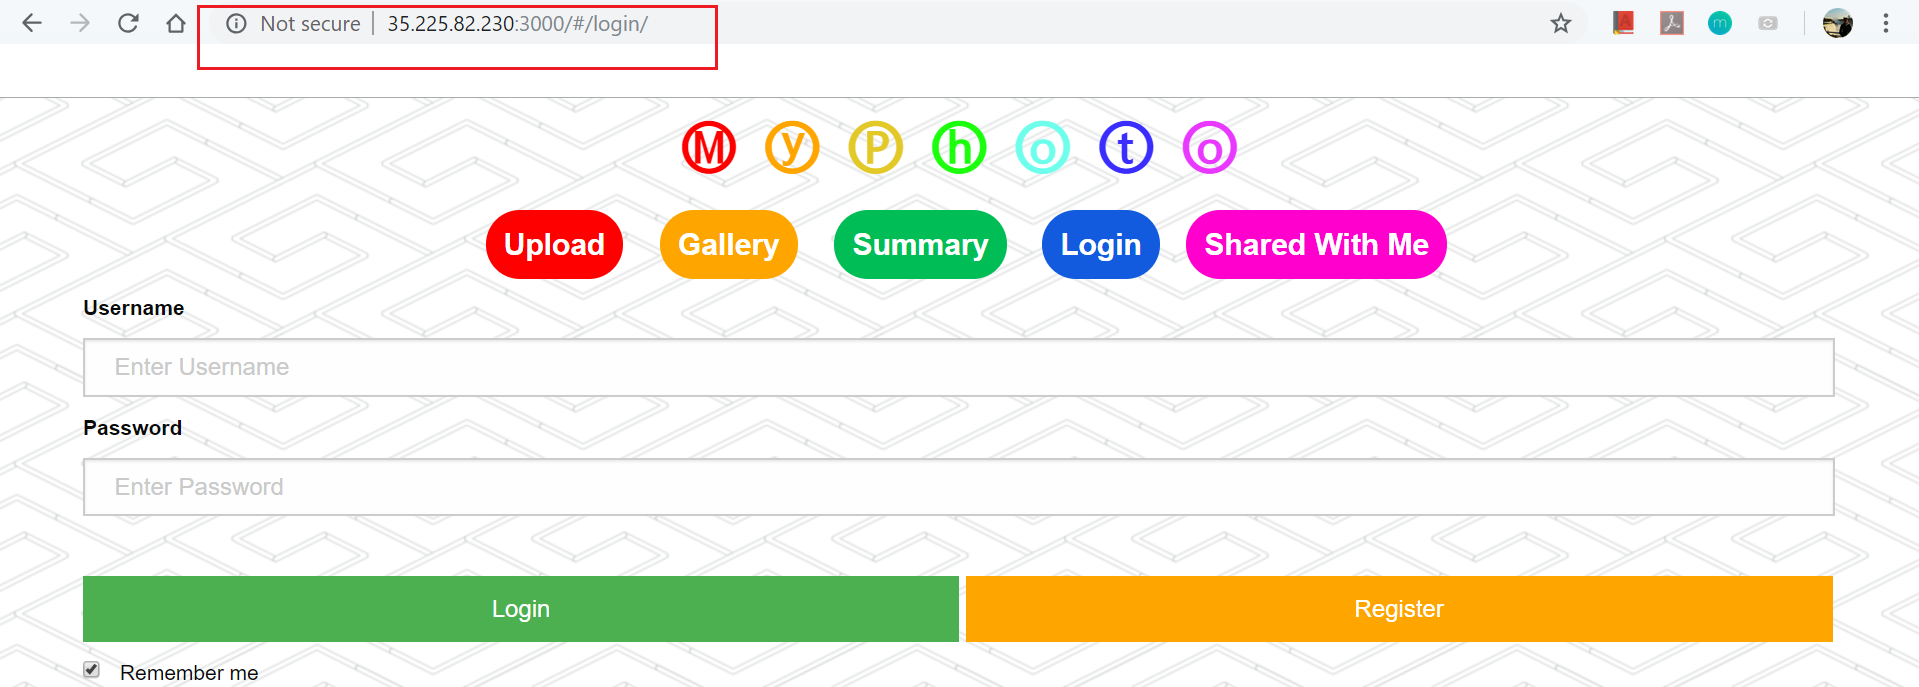 Not secure | 35.225.82.230:3000/#/login/
M y P h o t o
Upload Gallery Summary Login Shared With Me
Username
Enter Username
Password
Enter Password
Login Register
Remember me